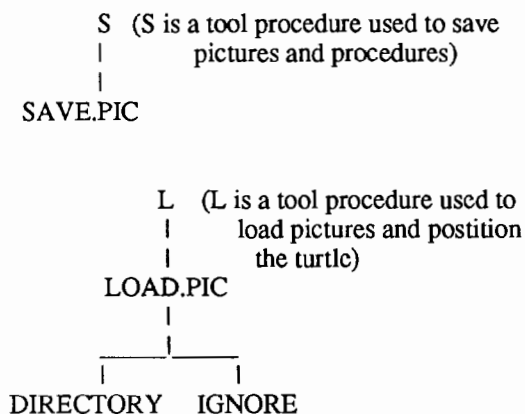 S (S is a tool procedure used to save
pictures and procedures)
SAVE.PIC
L (L is a tool procedure used to
load pictures and postition
the turtle)
LOAD.PIC
DIRECTORY IGNORE